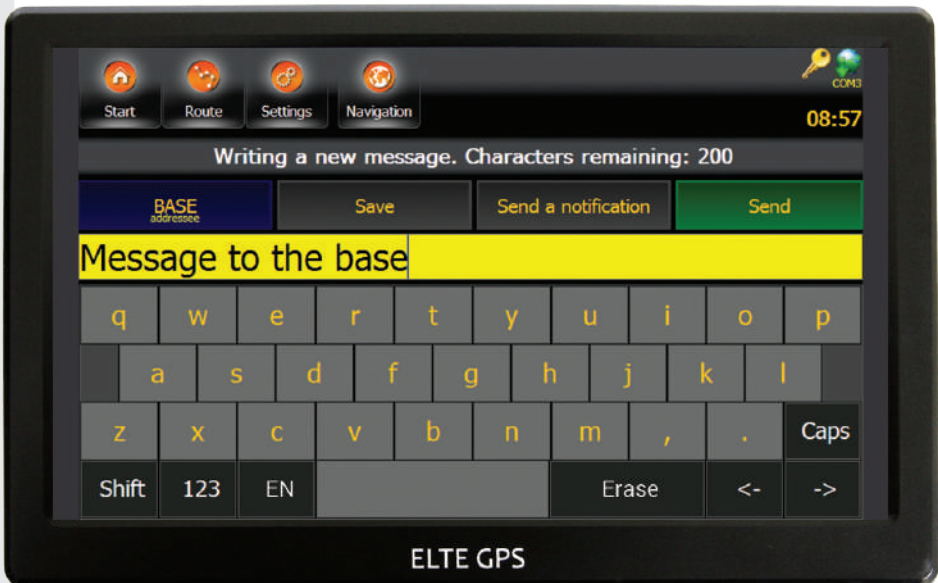 COM3
Start Route Settings Navigation
08:57
Writing a new message. Characters remaining: 200
BASE Save Send a notification Send
addressee
Message to the base
q w e r t y u i o p
a s d f g h j k l
z x c v b n m , . Caps
Shift 123 EN Erase <- ->
ELTE GPS